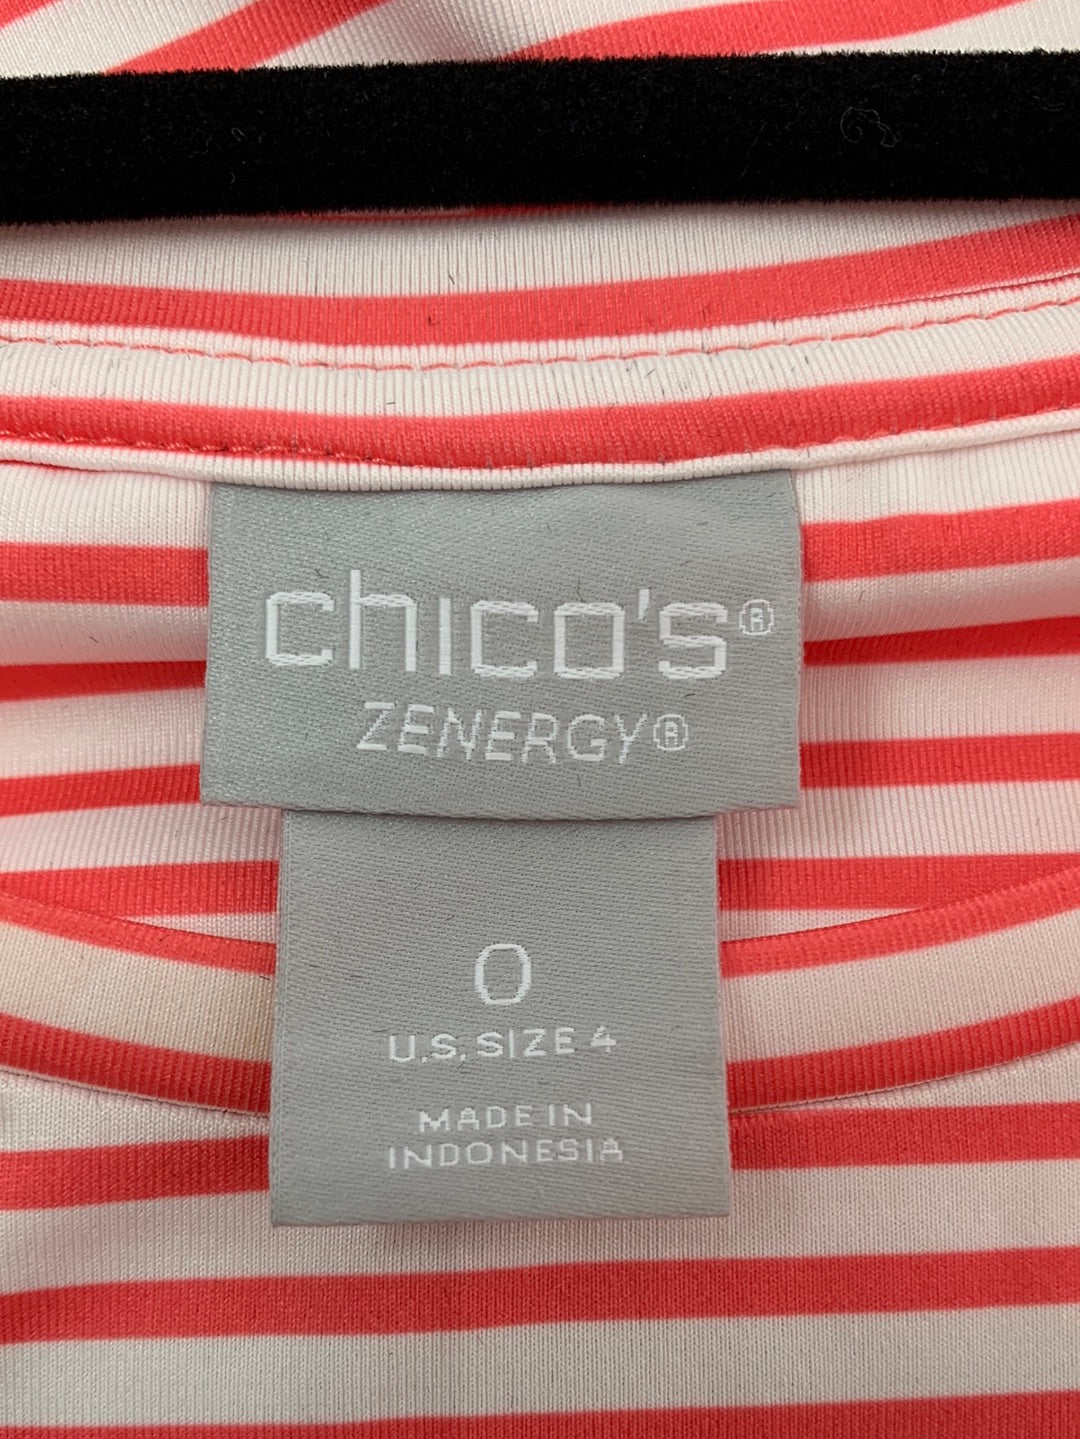 chico's®
ZENERGY®
0
U.S. SIZE 4
MADE IN
INDONESIA